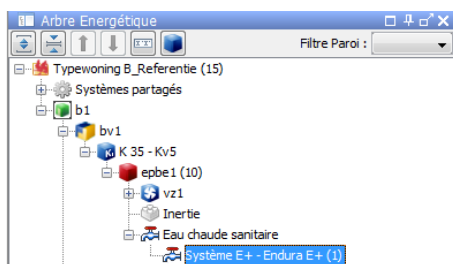 Arbre Energétique
Filtre Paroi :
Typewoning B_Referentie (15)
Systèmes partagés
b1
bv1
K 35 - Kv5
epbe1 (10)
vz1
Inertie
Eau chaude sanitaire
Système E+ - Endura E+ (1)